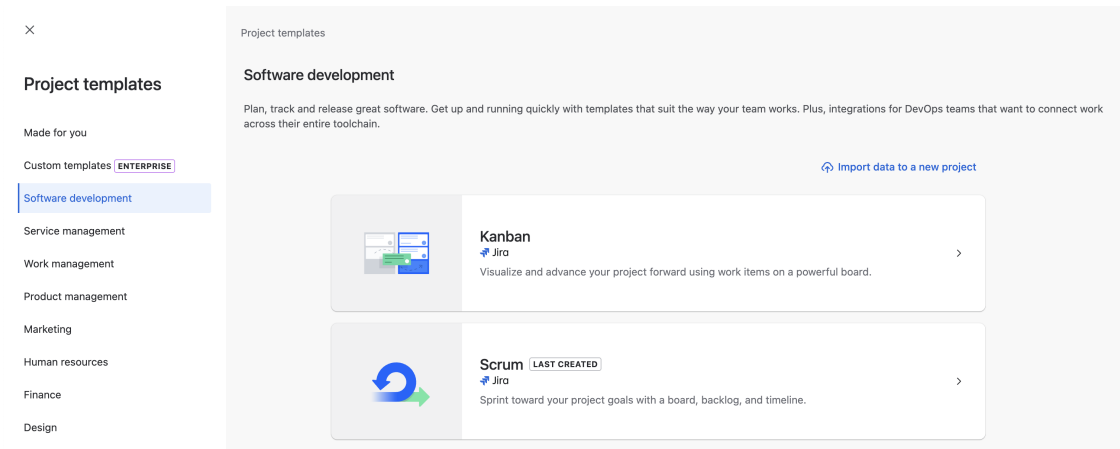 Project templates
Made for you
Custom templates ENTERPRISE
Software development
Service management
Work management
Product management
Marketing
Human resources
Finance
Design
Project templates
Software development
Plan, track and release great software. Get up and running quickly with templates that suit the way your team works. Plus, integrations for DevOps teams that want to connect work
across their entire toolchain.
Import data to a new project
Kanban
Jira
Visualize and advance your project forward using work items on a powerful board.
Scrum LAST CREATED
Jira
Sprint toward your project goals with a board, backlog, and timeline.